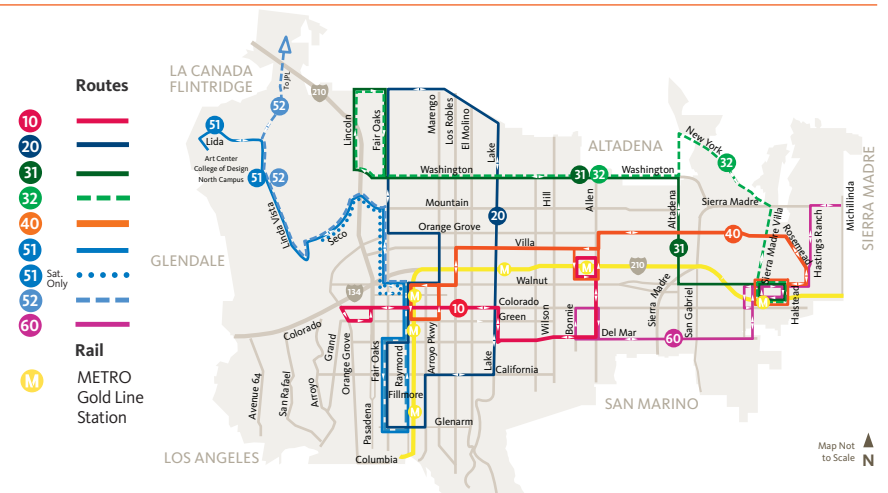 Routes
10
20
31
32
40
51
51 Sat.
Only
52
60
Rail
M METRO
Gold Line
Station
LA CANADA
FLINTRIDGE
To JPL
210
52
51
Lida
Art Center
College of Design
North Campus
51
52
Linda Vista
Seco
GLENDALE
134
Colorado
Avenue 64
San Rafael
Arroyo
Grand
Orange Grove
Pasadena
Fair Oaks
Raymond
Fillmore
Arroyo Pkwy
Columbia
LOS ANGELES
Lincoln
Fair Oaks
Marengo
Los Robles
El Molino
Lake
Washington
31
32
Washington
ALTADENA
New York
32
Mountain
Orange Grove
20
Hill
Allen
Altadena
Sierra Madre
Villa
40
31
M
M
210
Walnut
M
10
Colorado
Green
M
Lake
Wilson
Bonnie
Del Mar
Sierra Madre
San Gabriel
60
California
M
Glenarm
Sierra Madre Villa
Rosemead
Hastings Ranch
Michillinda
SIERRA MADRE
M
Halstead
SAN MARINO
Map Not
to Scale
N